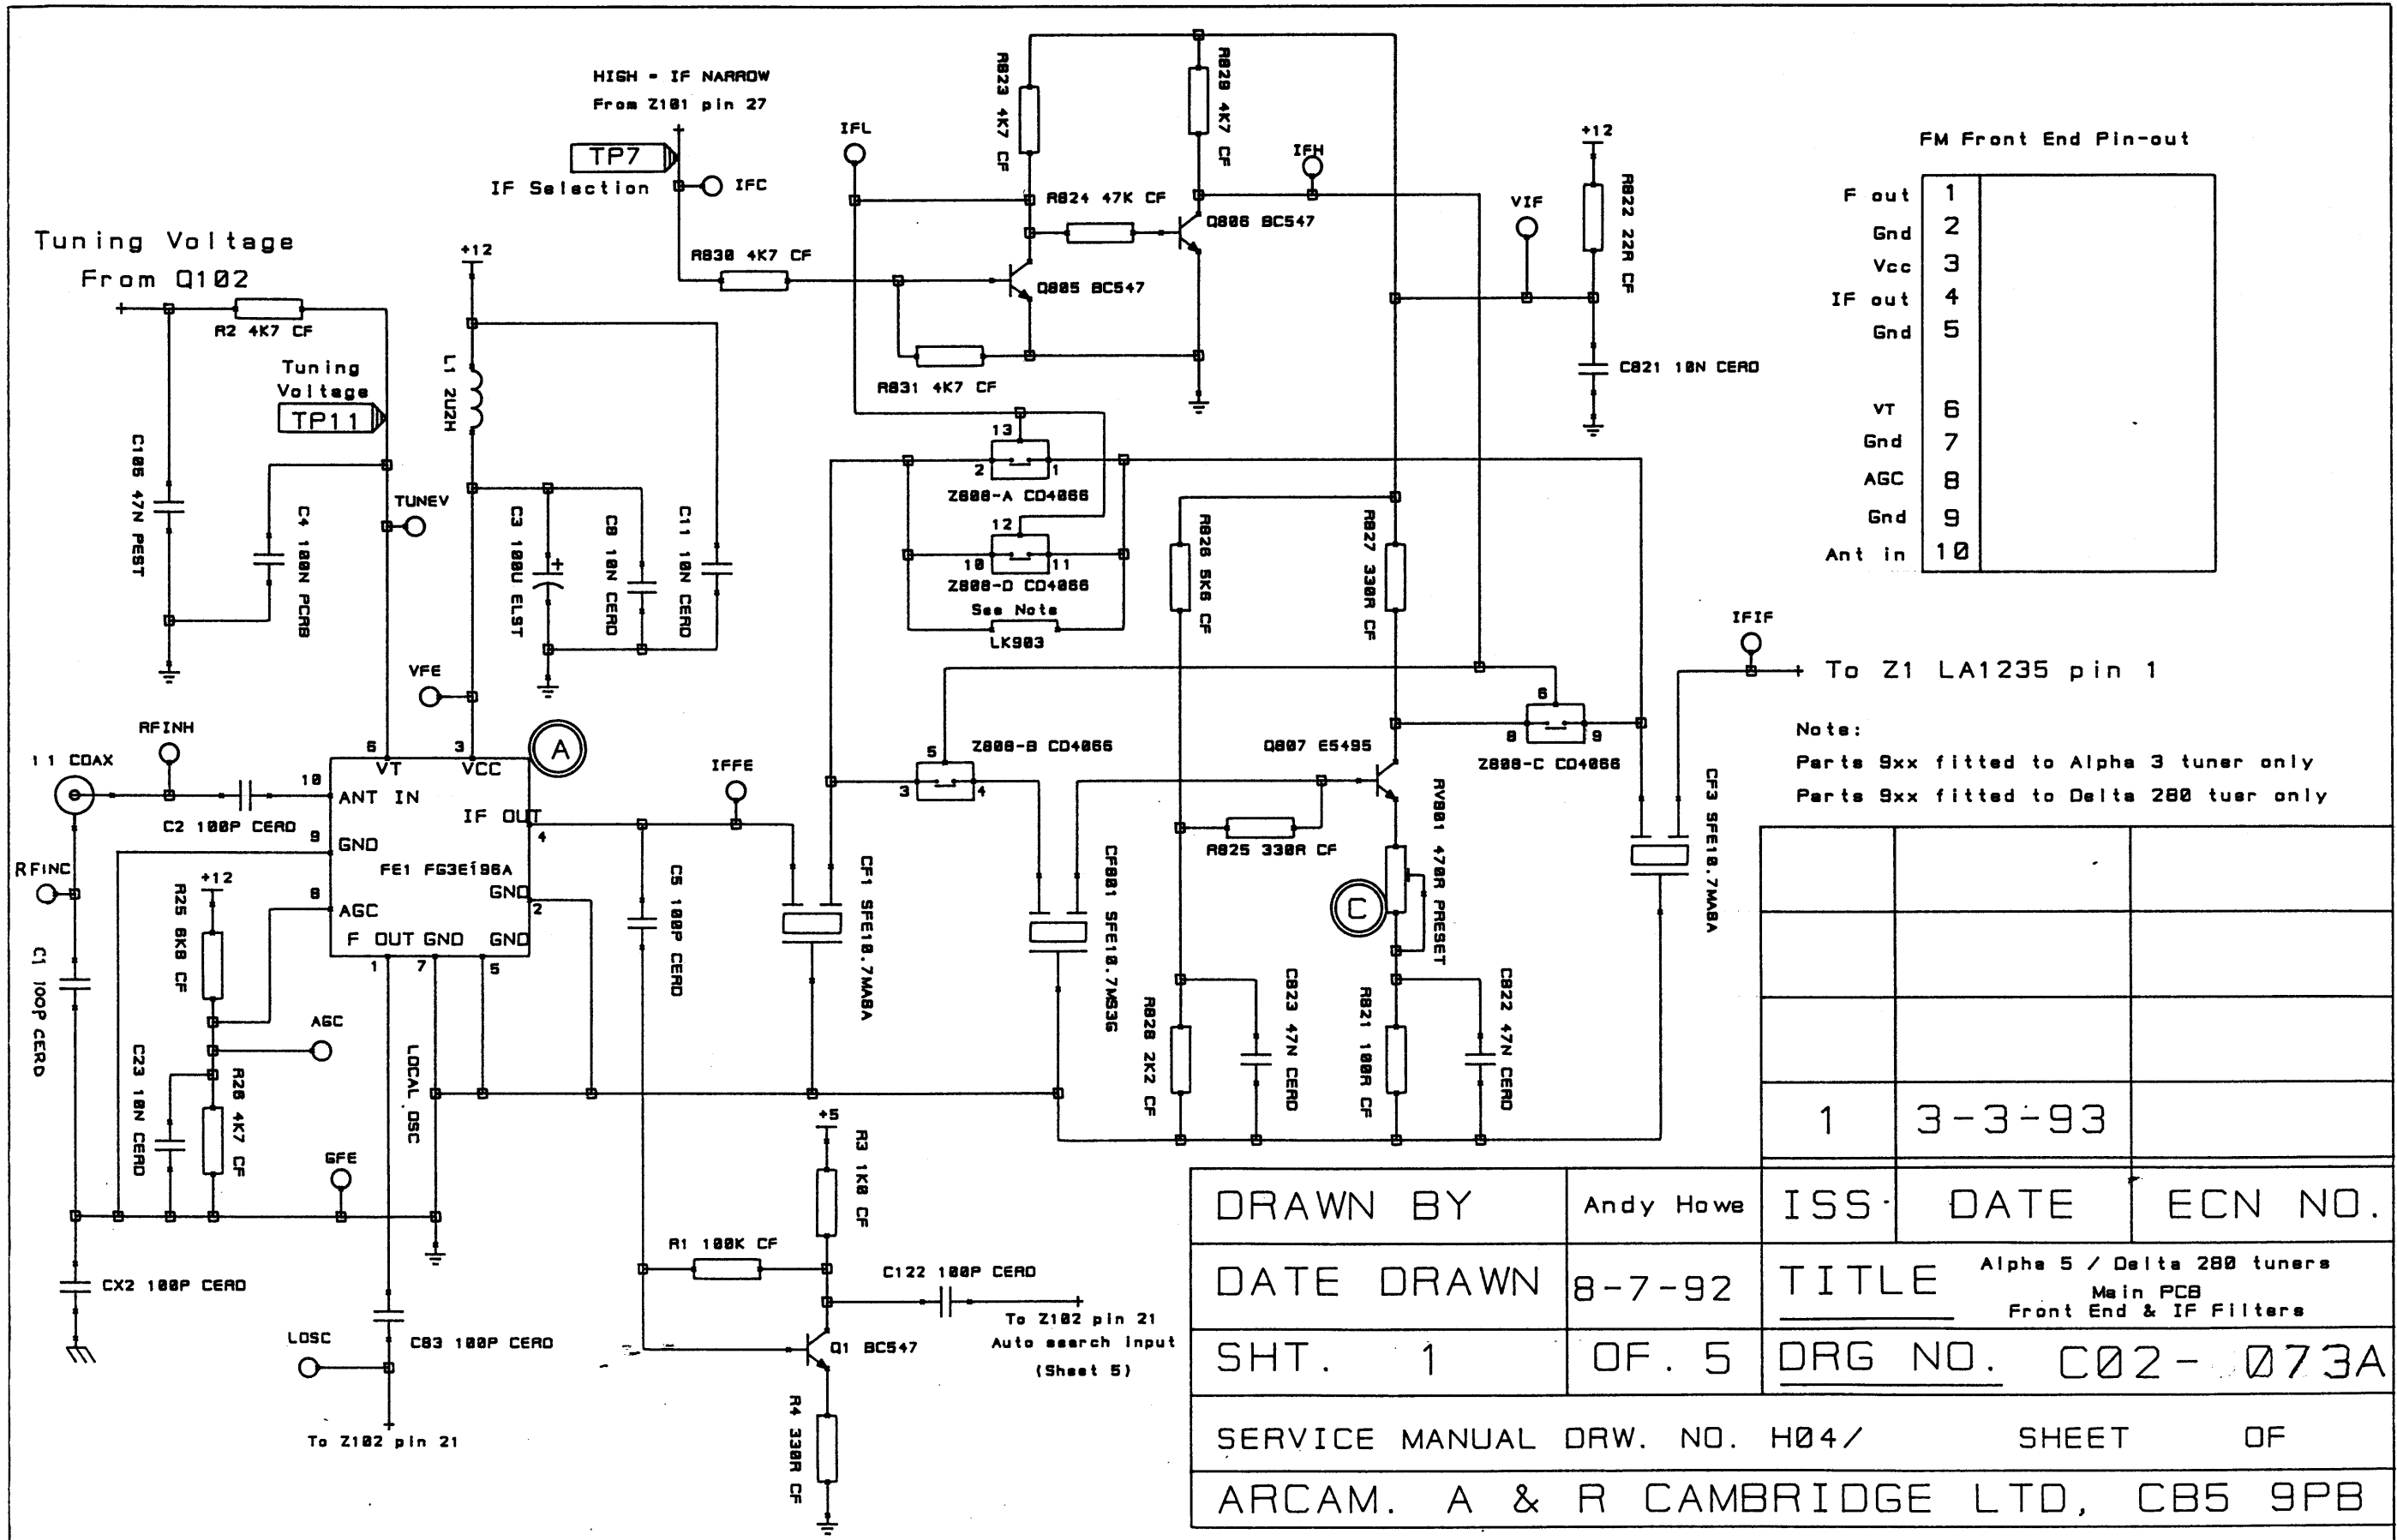 HIGH = IF NARROW
From Z101 pin 27
TP7
IF Selection
IFC
IFL
R823 4K7 CF
R829 4K7 CF
IFH
R824 47K CF
Q806 BC547
R830 4K7 CF
Q805 BC547
R831 4K7 CF
VIF
+12
R822 22R CF
C821 10N CERD
FM Front End Pin-out
F out 1
Gnd 2
Vcc 3
IF out 4
Gnd 5
VT 6
Gnd 7
AGC 8
Gnd 9
Ant in 10
Tuning Voltage
From Q102
R2 4K7 CF
Tuning
Voltage
TP11
C105 47N PEST
C4 100N PCRB
TUNEV
+12
L1 2U2H
C3 100U ELST
C8 10N CERD
C11 10N CERD
VFE
13
2
1
Z808-A CD4066
12
10
11
Z808-D CD4066
See Note
LK903
R826 5K6 CF
R827 330R CF
IFIF
To Z1 LA1235 pin 1
Note:
Parts 9xx fitted to Alpha 3 tuner only
Parts 9xx fitted to Delta 280 tuer only
RFINH
11 COAX
C2 100P CERD
RFINC
C1 100P CERD
6
3
A
VT
VCC
10
ANT IN
IF OUT
4
9
GND
FE1 FG3E196A
GND
2
8
AGC
F OUT GND GND
1
7
5
+12
R25 6K8 CF
AGC
C23 10N CERD
R26 4K7 CF
LOCAL OSC
GFE
CX2 100P CERD
C83 100P CERD
LOSC
To Z102 pin 21
IFFE
C5 100P CERD
CF1 SFE10.7MA8A
5
3
4
Z808-B CD4066
CF801 SFE10.7MS3G
Q807 E5495
R825 330R CF
RV801 470R PRESET
C
6
8
9
Z808-C CD4066
CF3 SFE10.7MA8A
R828 2K2 CF
C823 47N CERD
R821 100R CF
C822 47N CERD
+5
R3 1K0 CF
R1 100K CF
C122 100P CERD
To Z102 pin 21
Auto search input
(Sheet 5)
Q1 BC547
R4 330R CF
1 3-3-93
DRAWN BY Andy Howe ISS. DATE ECN NO.
DATE DRAWN 8-7-92 TITLE Alpha 5 / Delta 280 tuners
Main PCB
Front End & IF Filters
SHT. 1 OF. 5 DRG NO. C02- 073A
SERVICE MANUAL DRW. NO. H04/ SHEET OF
ARCAM. A & R CAMBRIDGE LTD, CB5 9PB